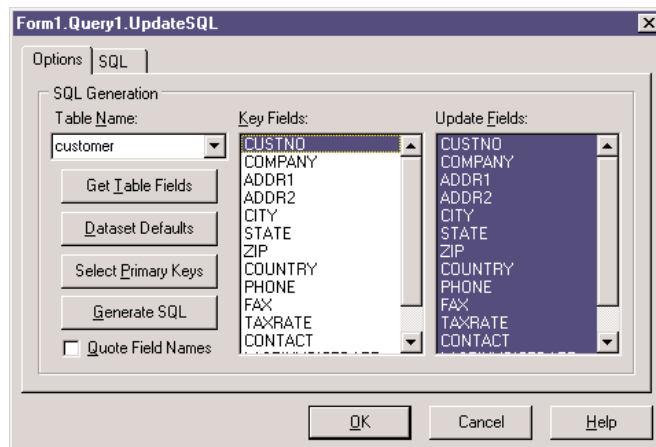 Form1.Query1.UpdateSQL
Options
SQL
SQL Generation
Table Name:
customer
Get Table Fields
Dataset Defaults
Select Primary Keys
Generate SQL
Quote Field Names
Key Fields:
CUSTNO
COMPANY
ADDR1
ADDR2
CITY
STATE
ZIP
COUNTRY
PHONE
FAX
TAXRATE
CONTACT
Update Fields:
CUSTNO
COMPANY
ADDR1
ADDR2
CITY
STATE
ZIP
COUNTRY
PHONE
FAX
TAXRATE
CONTACT
OK
Cancel
Help